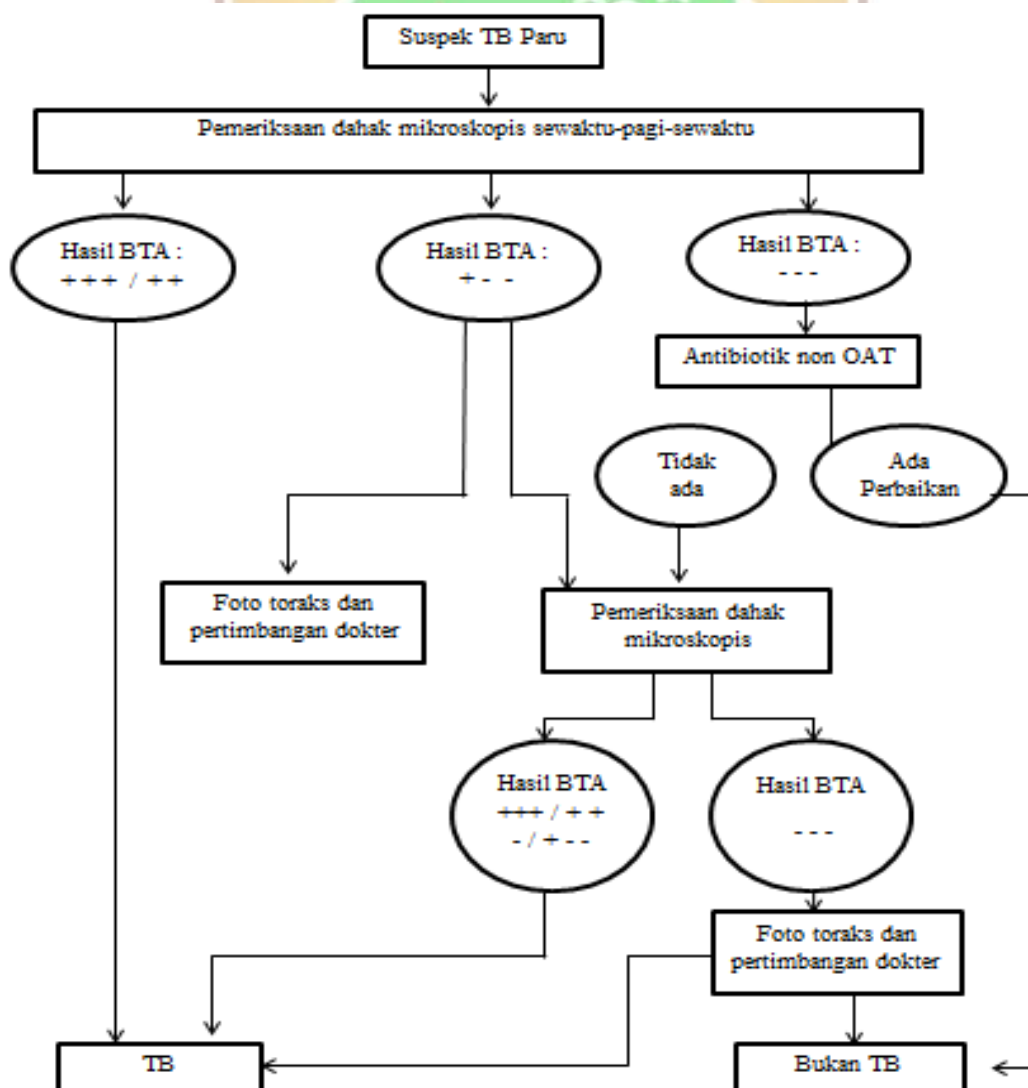 Suspek TB Paru
Pemeriksaan dahak mikroskopis sewaktu-pagi-sewaktu
Hasil BTA :
+ + + / + +
Hasil BTA :
+ - -
Hasil BTA :
- - -
Antibiotik non OAT
Tidak
ada
Ada
Perbaikan
Foto toraks dan
pertimbangan dokter
Pemeriksaan dahak
mikroskopis
Hasil BTA
+++ / + +
- / + - -
Hasil BTA
- - -
Foto toraks dan
pertimbangan dokter
TB
Bukan TB